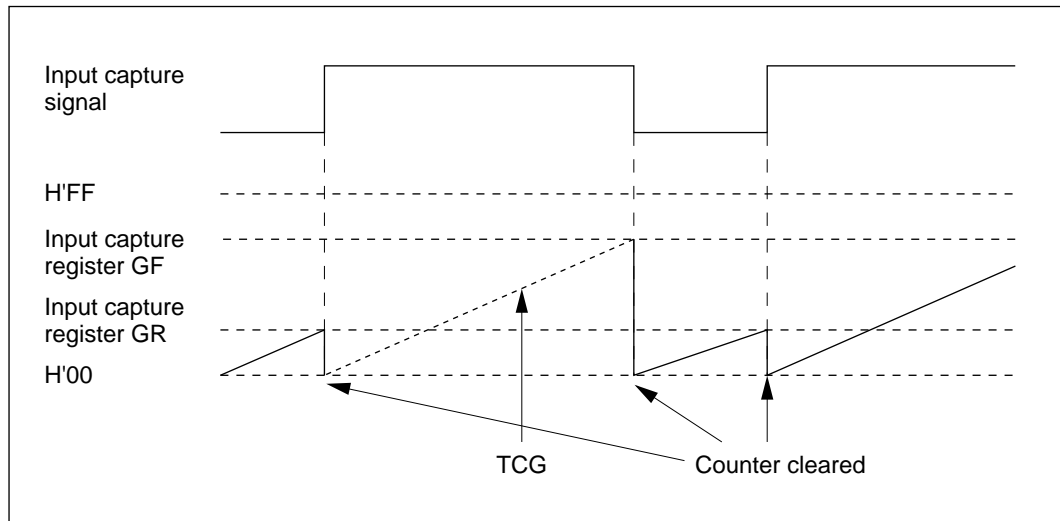 Input capture
signal
H'FF
Input capture
register GF
Input capture
register GR
H'00
TCG
Counter cleared